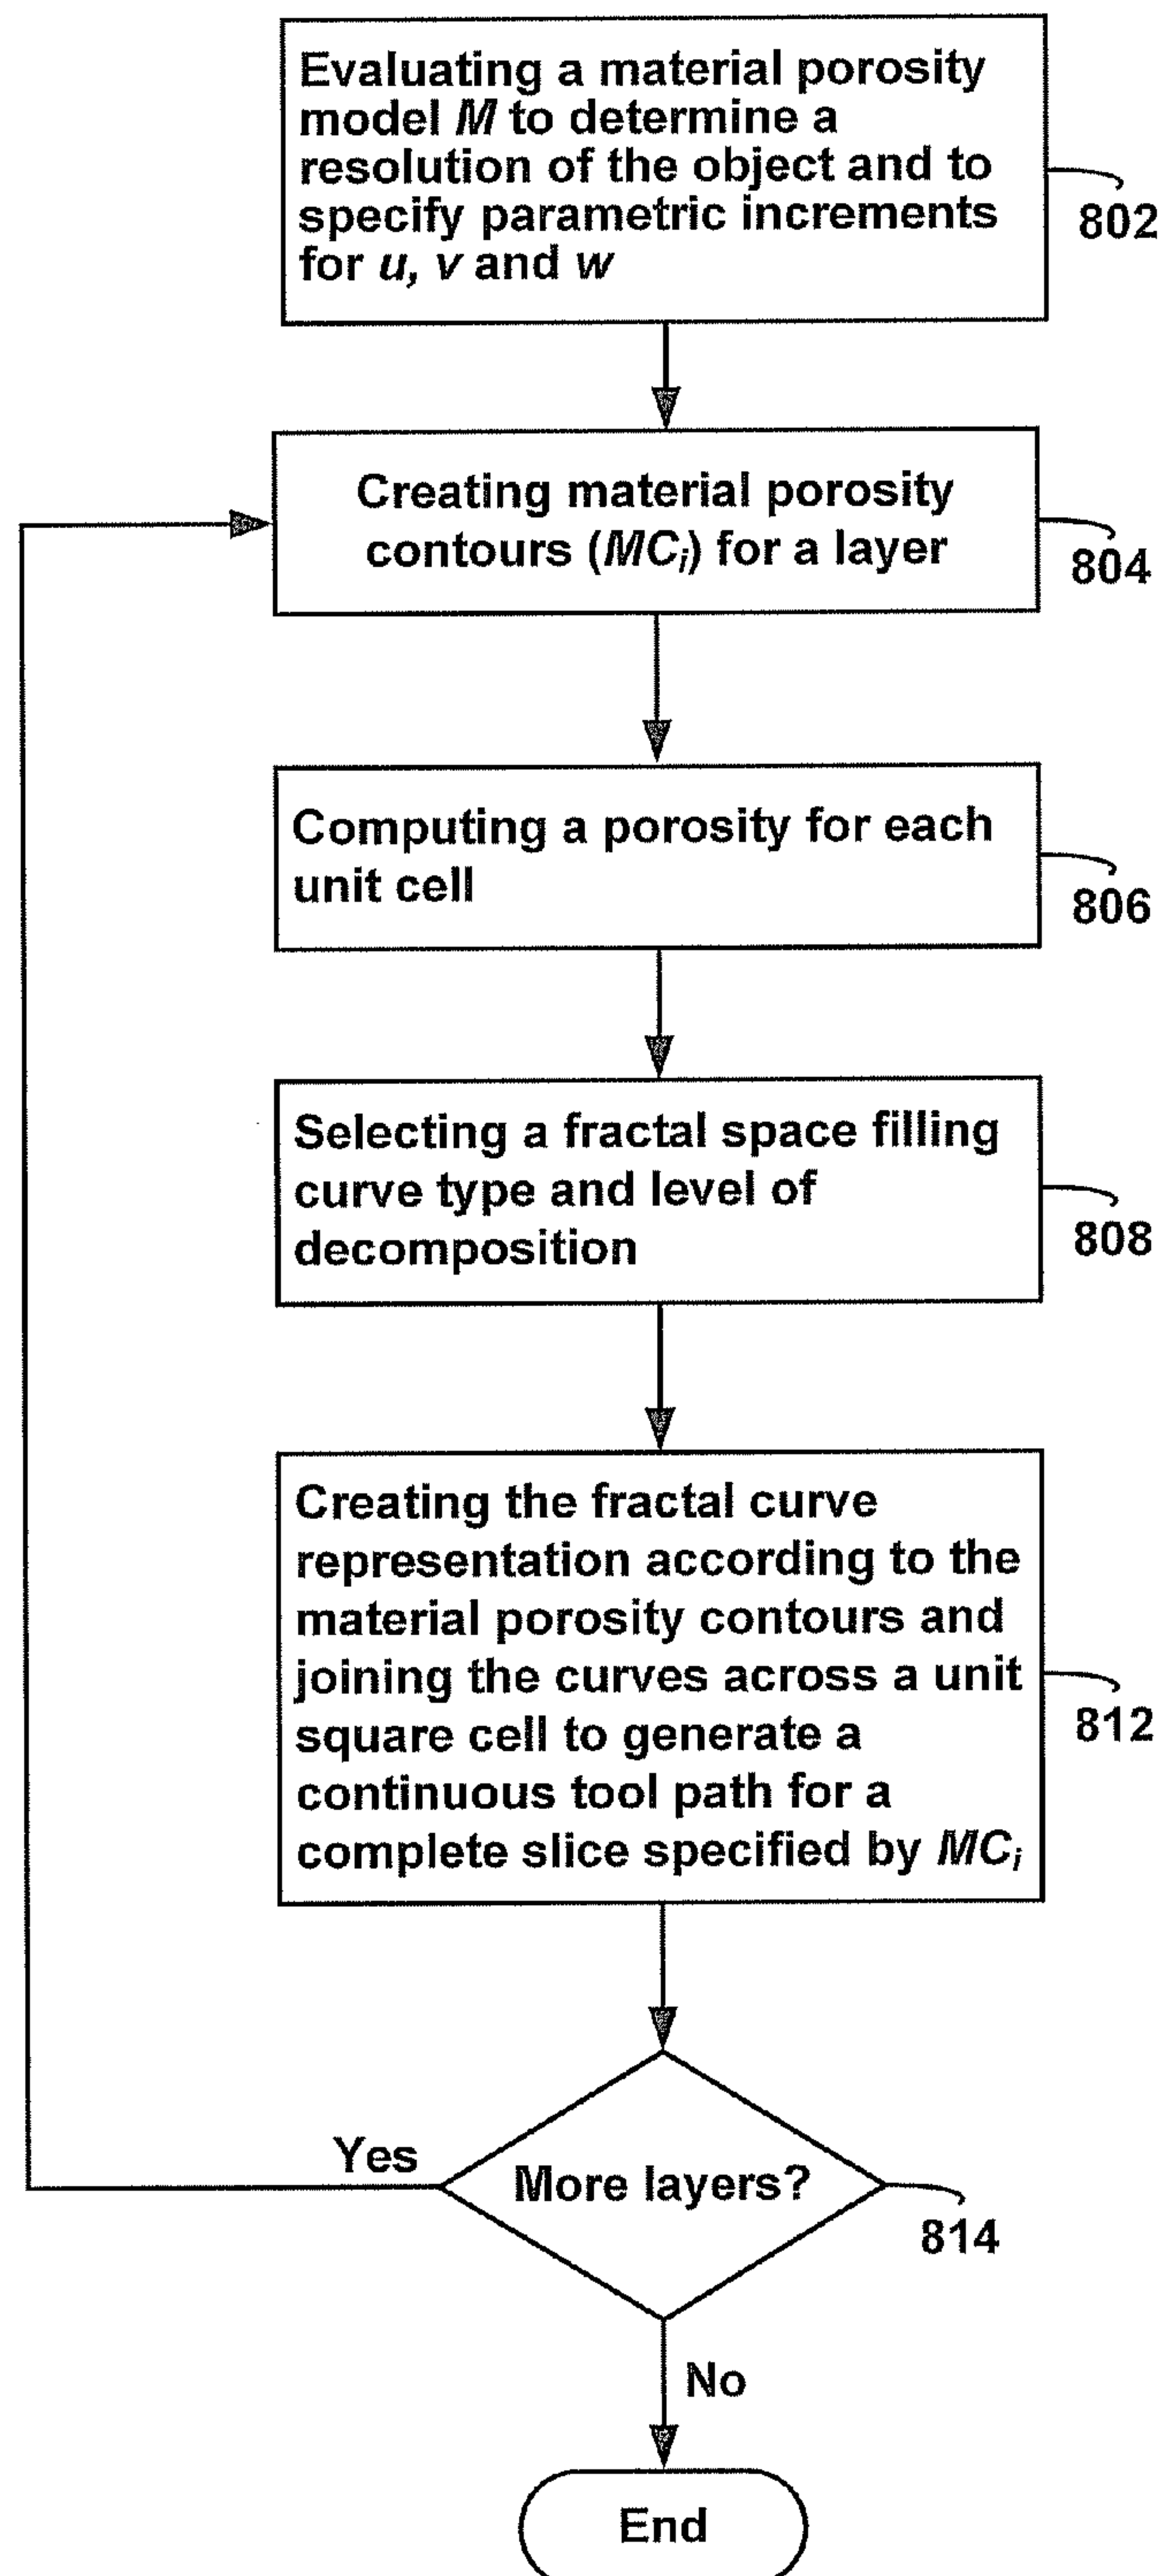 Evaluating a material porosity
model M to determine a
resolution of the object and to
specify parametric increments
for u, v and w
802
Creating material porosity
contours (MCi) for a layer
804
Computing a porosity for each
unit cell
806
Selecting a fractal space filling
curve type and level of
decomposition
808
Creating the fractal curve
representation according to the
material porosity contours and
joining the curves across a unit
square cell to generate a
continuous tool path for a
complete slice specified by MCi
812
Yes
More layers?
814
No
End